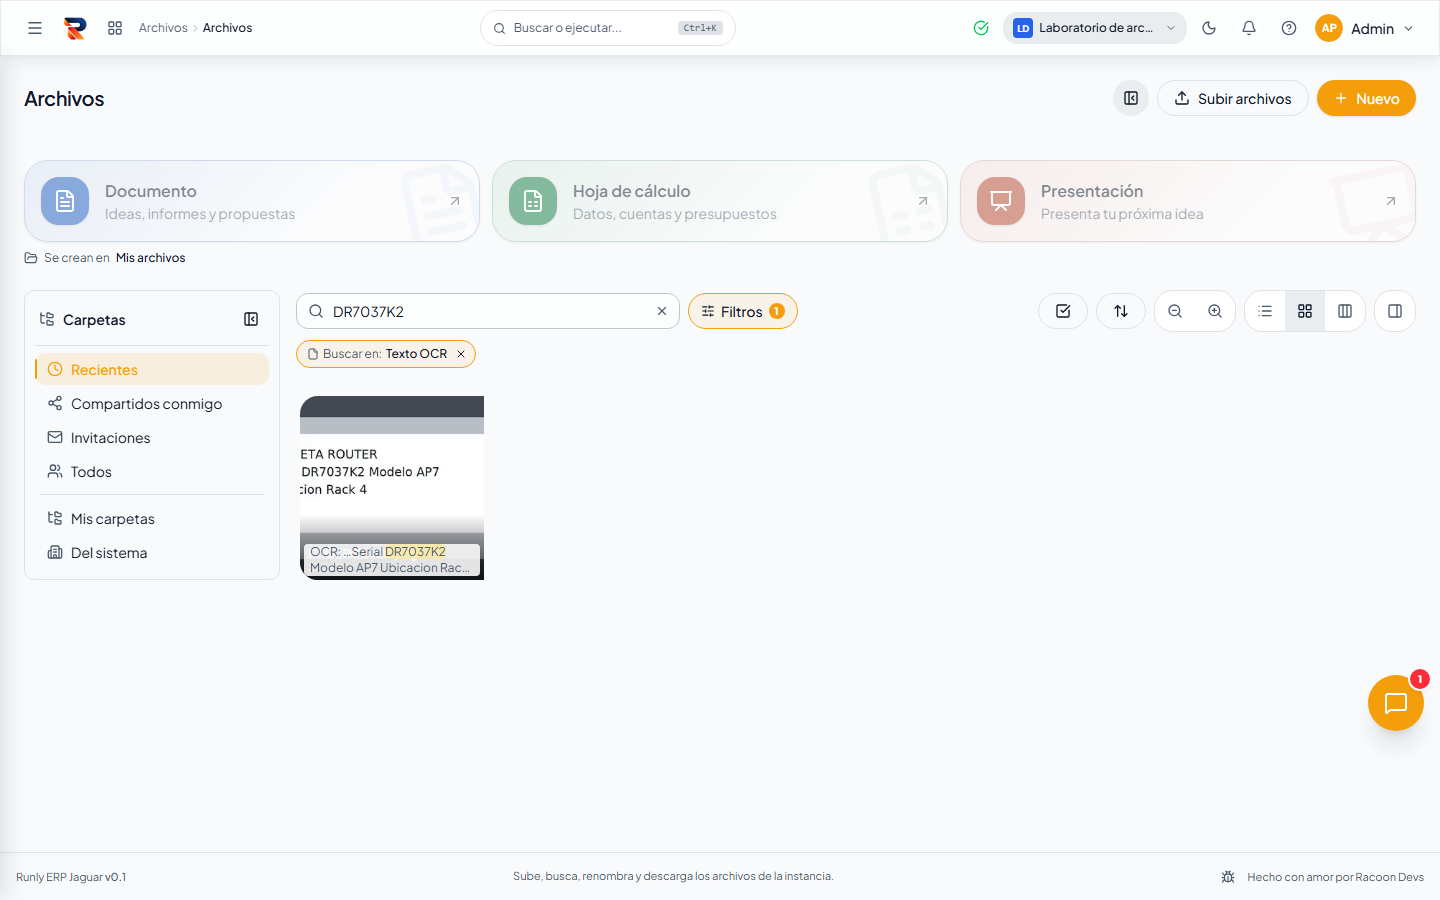 Archivos
Archivos
Buscar o ejecutar...
Ctrl+K
LD
Laboratorio de arc...
AP
Admin
Archivos
Subir archivos
Nuevo
Documento
Ideas, informes y propuestas
Hoja de cálculo
Datos, cuentas y presupuestos
Presentación
Presenta tu próxima idea
Se crean en Mis archivos
Carpetas
Recientes
Compartidos conmigo
Invitaciones
Todos
Mis carpetas
Del sistema
DR7037K2
Filtros 1
Buscar en: Texto OCR
ETA ROUTER
DR7037K2 Modelo AP7
cion Rack 4
OCR: ...Serial DR7037K2
Modelo AP7 Ubicacion Rac...
1
Runly ERP Jaguar v0.1
Sube, busca, renombra y descarga los archivos de la instancia.
Hecho con amor por Racoon Devs